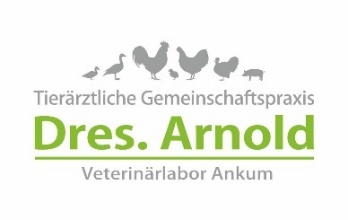 Tierärztliche Gemeinschaftspraxis
Dres. Arnold
Veterinärlabor Ankum